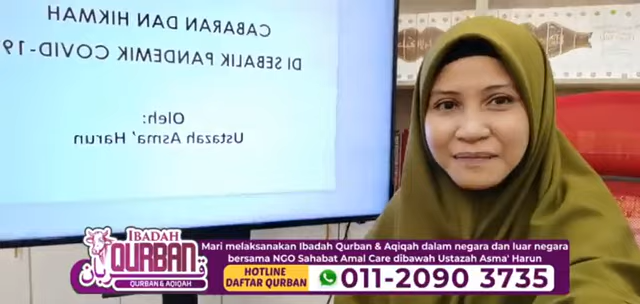 CABARAN DAN HIKMAH
DI SEBALIK PANDEMIK COVID-19
Oleh:
Ustazah Asma' Harun
IBADAH
QURBAN
QURBAN & AQIQAH
Mari melaksanakan Ibadah Qurban & Aqiqah dalam negara dan luar negara
bersama NGO Sahabat Amal Care dibawah Ustazah Asma' Harun
HOTLINE
DAFTAR QURBAN
011-2090 3735